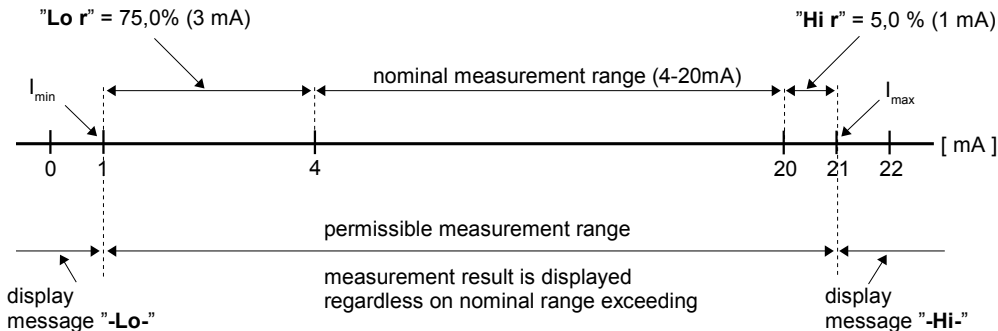 "Lo r" = 75,0% (3 mA)
"Hi r" = 5,0 % (1 mA)
nominal measurement range (4-20mA)
Imin
Imax
[ mA ]
0 1 4 20 21 22
permissible measurement range
measurement result is displayed
regardless on nominal range exceeding
display
message "-Lo-"
display
message "-Hi-"